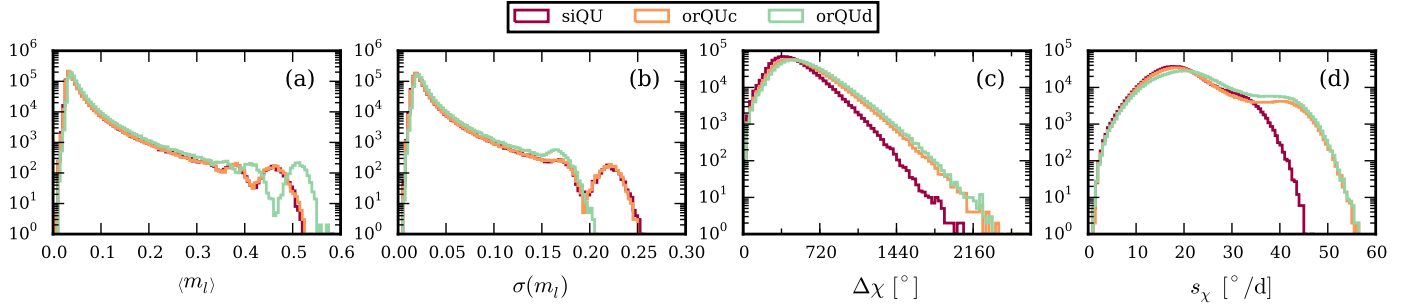 siQU orQUc orQUd
10^6 10^5 10^4 10^3 10^2 10^1 10^0
(a)
0.0 0.1 0.2 0.3 0.4 0.5 0.6
⟨m_l⟩
10^6 10^5 10^4 10^3 10^2 10^1 10^0
(b)
0.00 0.05 0.10 0.15 0.20 0.25 0.30
σ(m_l)
10^5 10^4 10^3 10^2 10^1 10^0
(c)
0 720 1440 2160
Δχ [°]
10^5 10^4 10^3 10^2 10^1 10^0
(d)
0 10 20 30 40 50 60
s_χ [°/d]